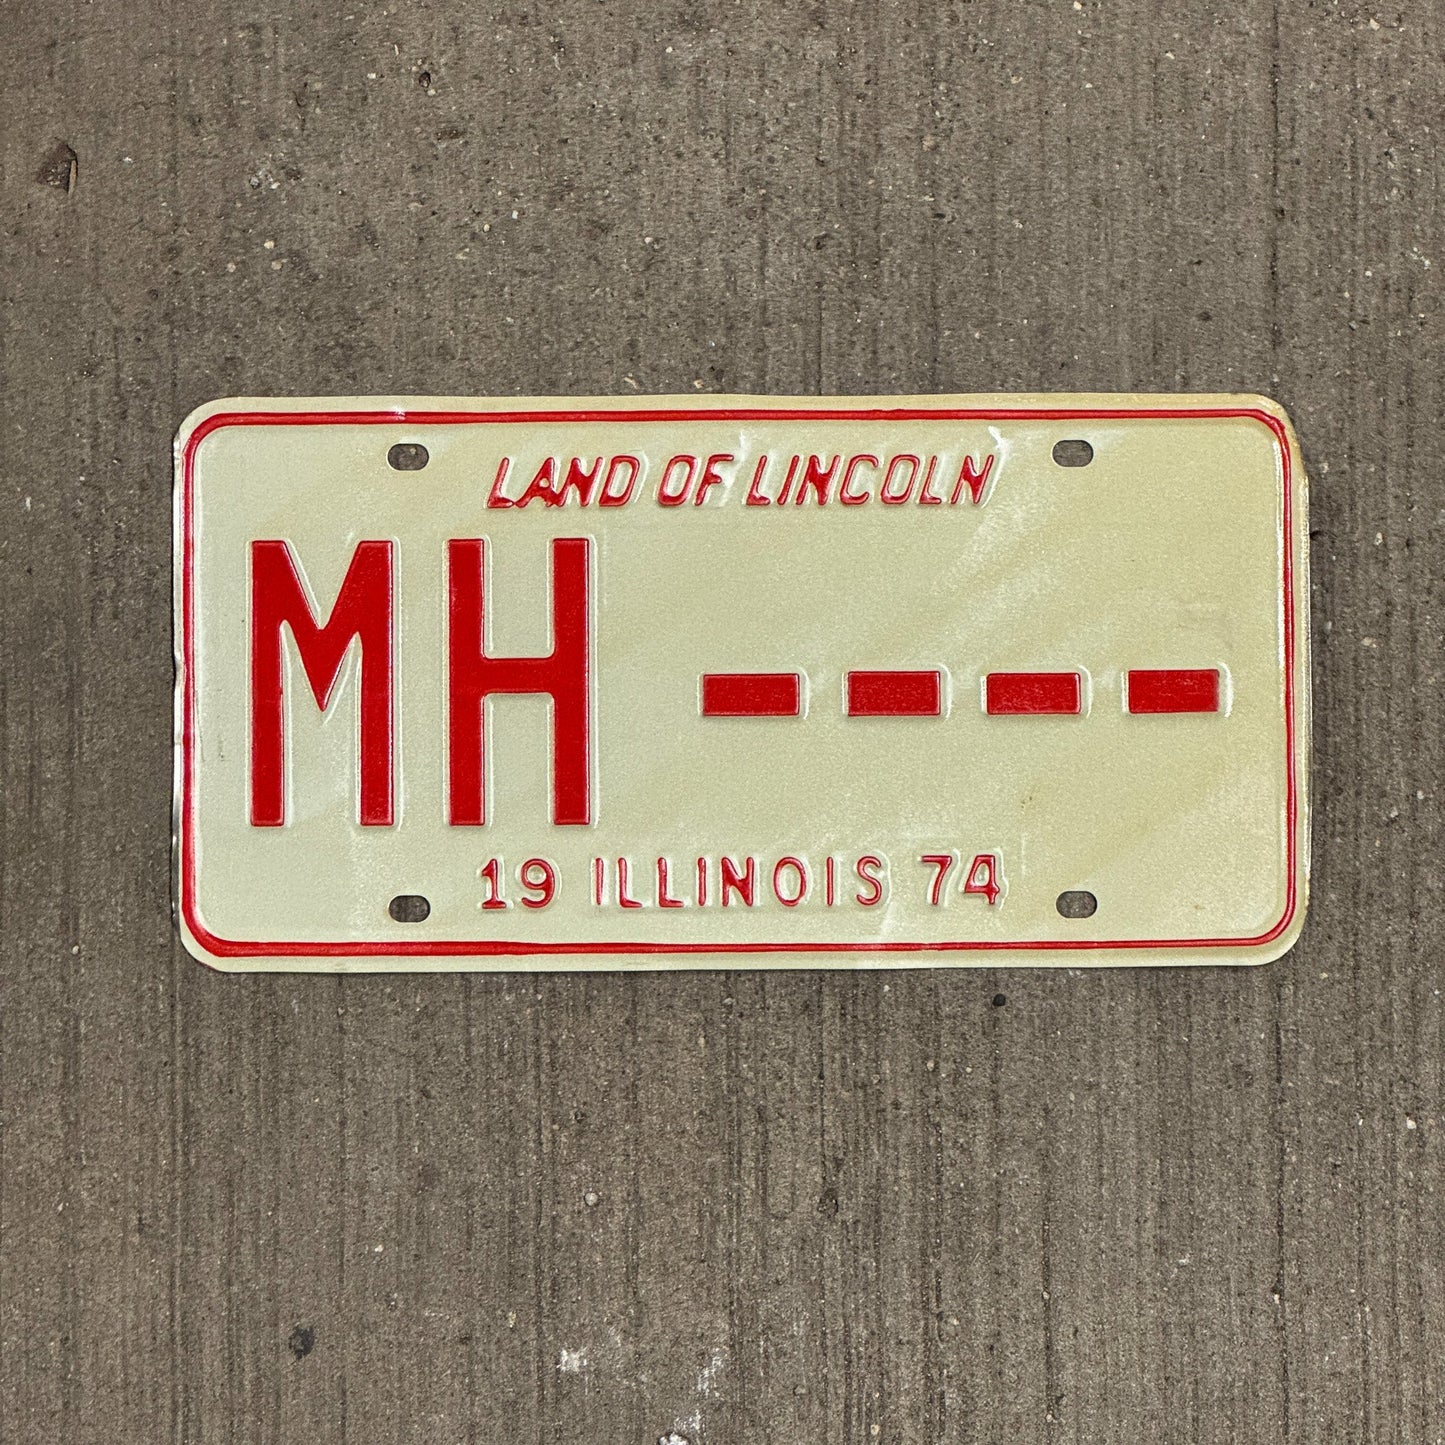 LAND OF LINCOLN
MH ----
19 ILLINOIS 74